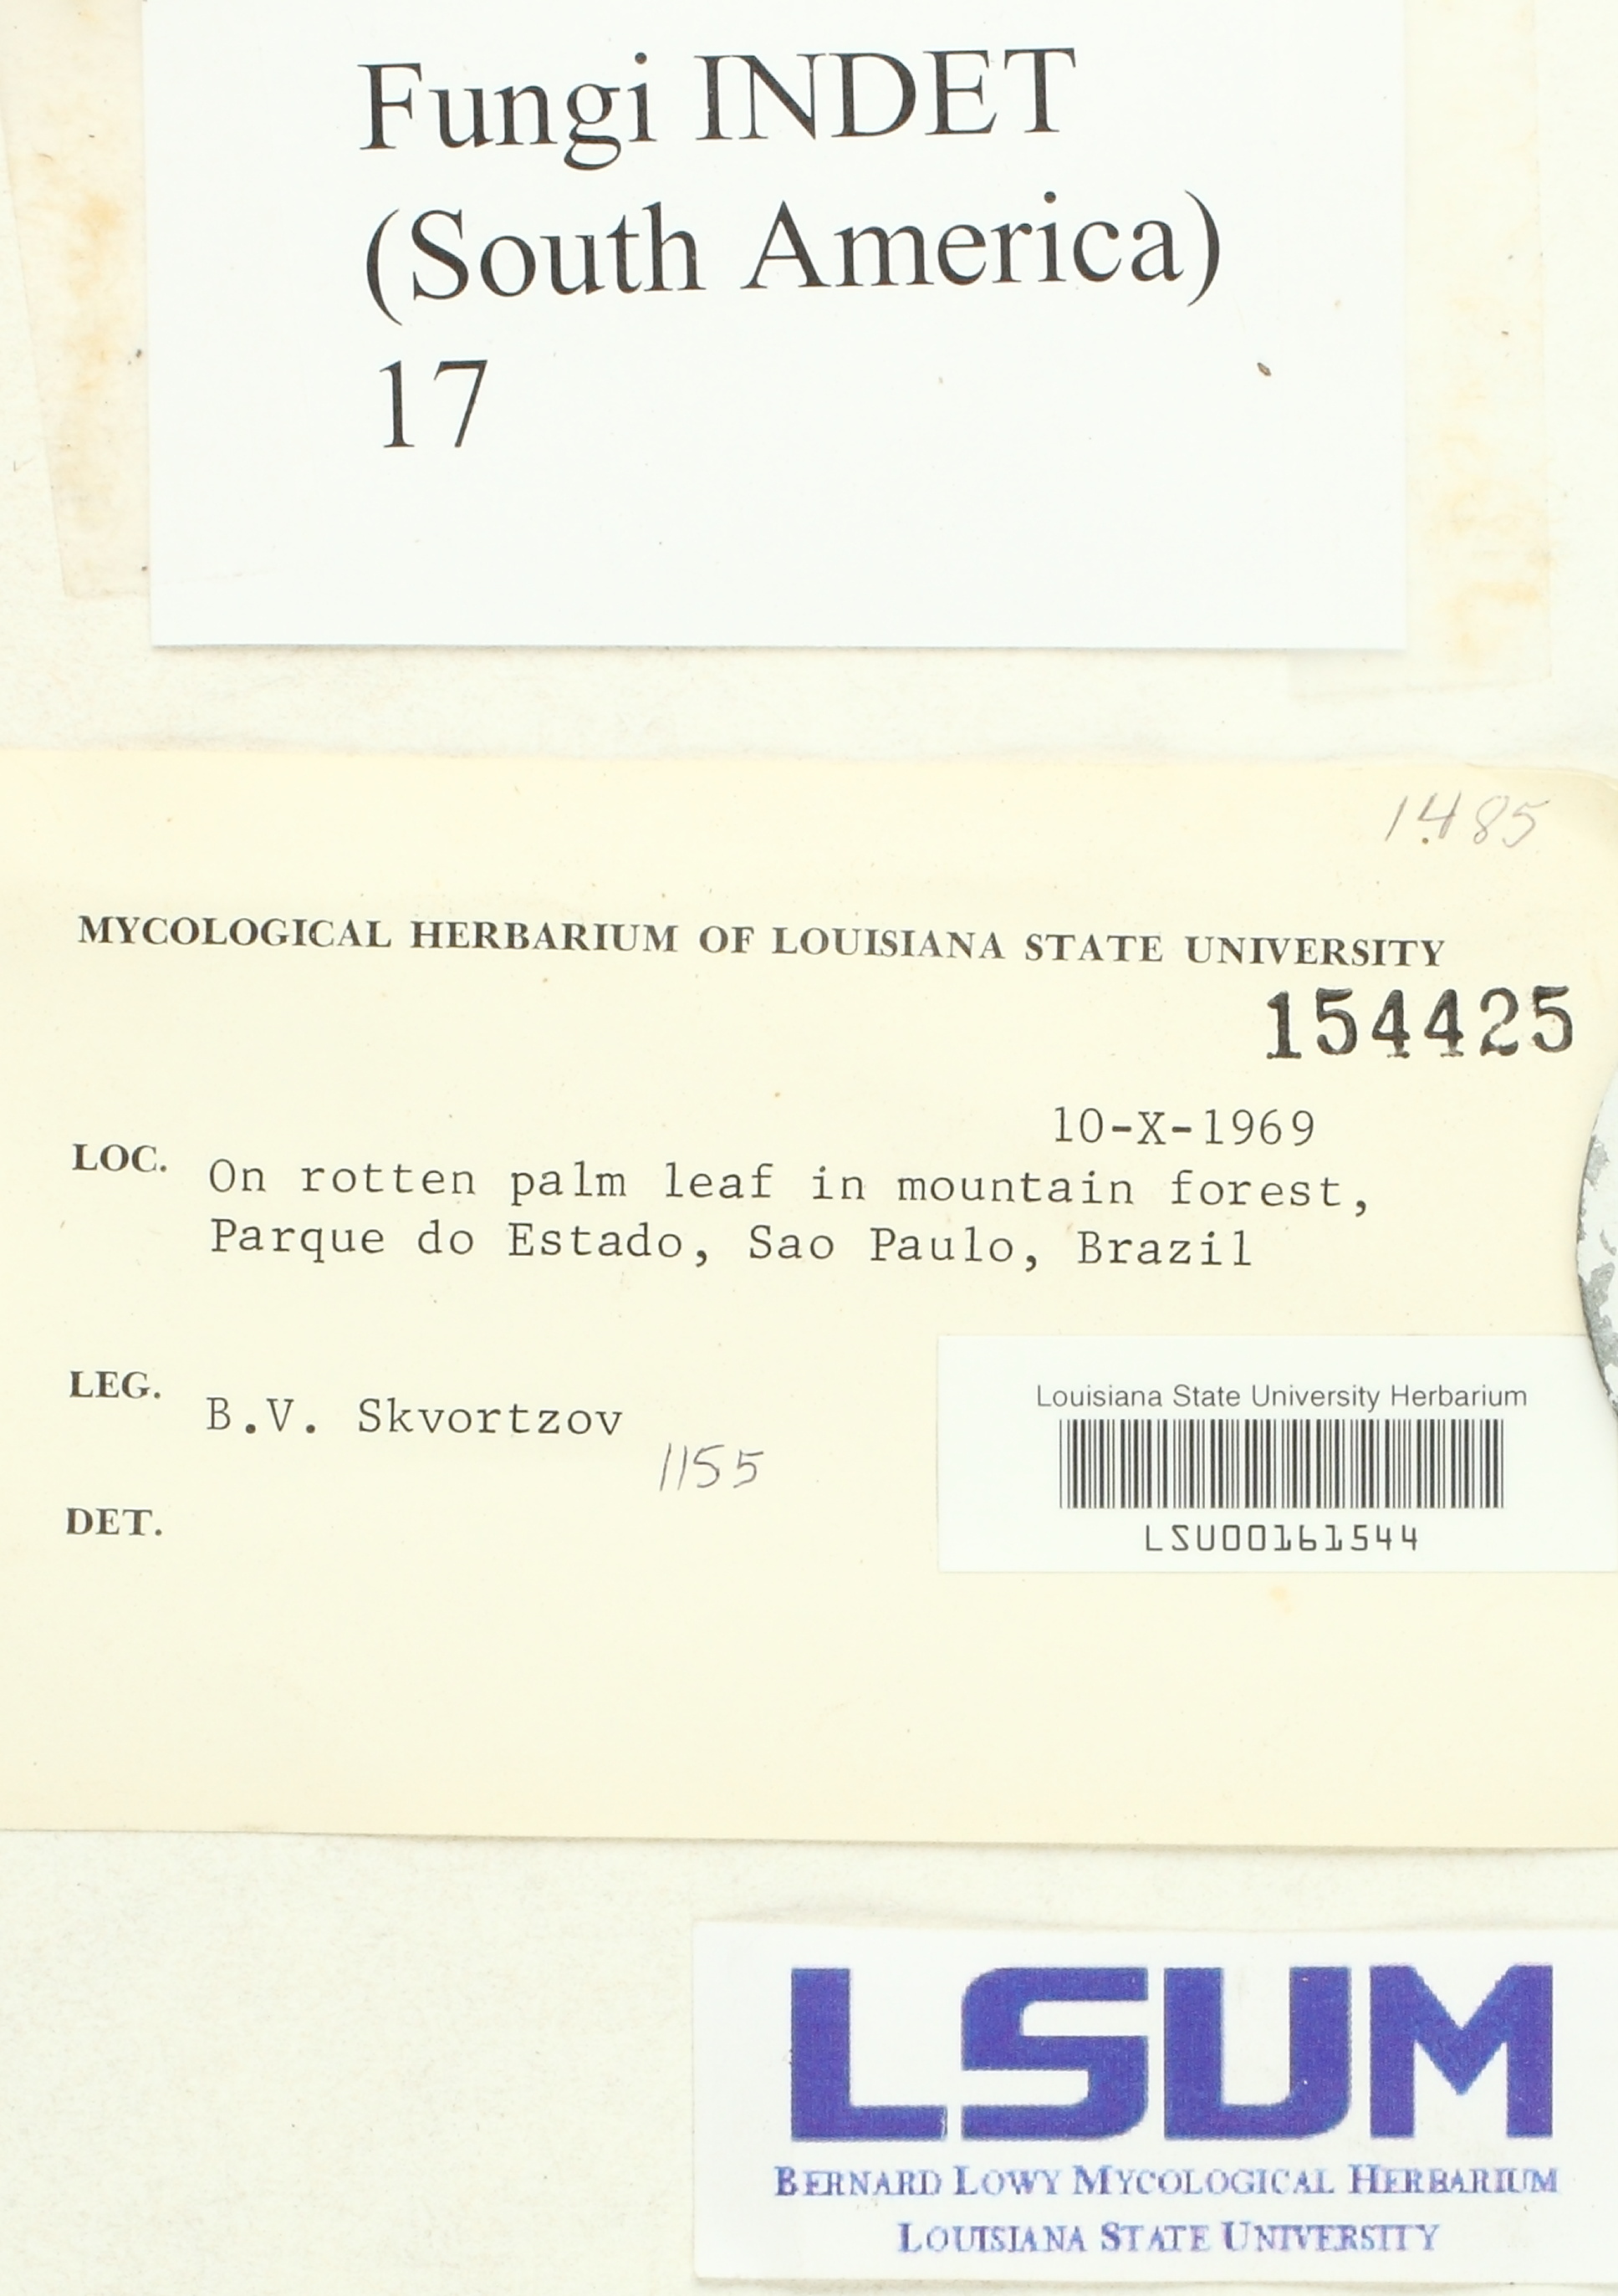 Fungi INDET
(South America)
17
1485
MYCOLOGICAL HERBARIUM OF LOUISIANA STATE UNIVERSITY
154425
10-X-1969
LOC. On rotten palm leaf in mountain forest,
Parque do Estado, Sao Paulo, Brazil
LEG. B.V. Skvortzov
1155
DET.
Louisiana State University Herbarium
LSU00161544
LSUM
BERNARD LOWY MYCOLOGICAL HERBARIUM
LOUISIANA STATE UNIVERSITY